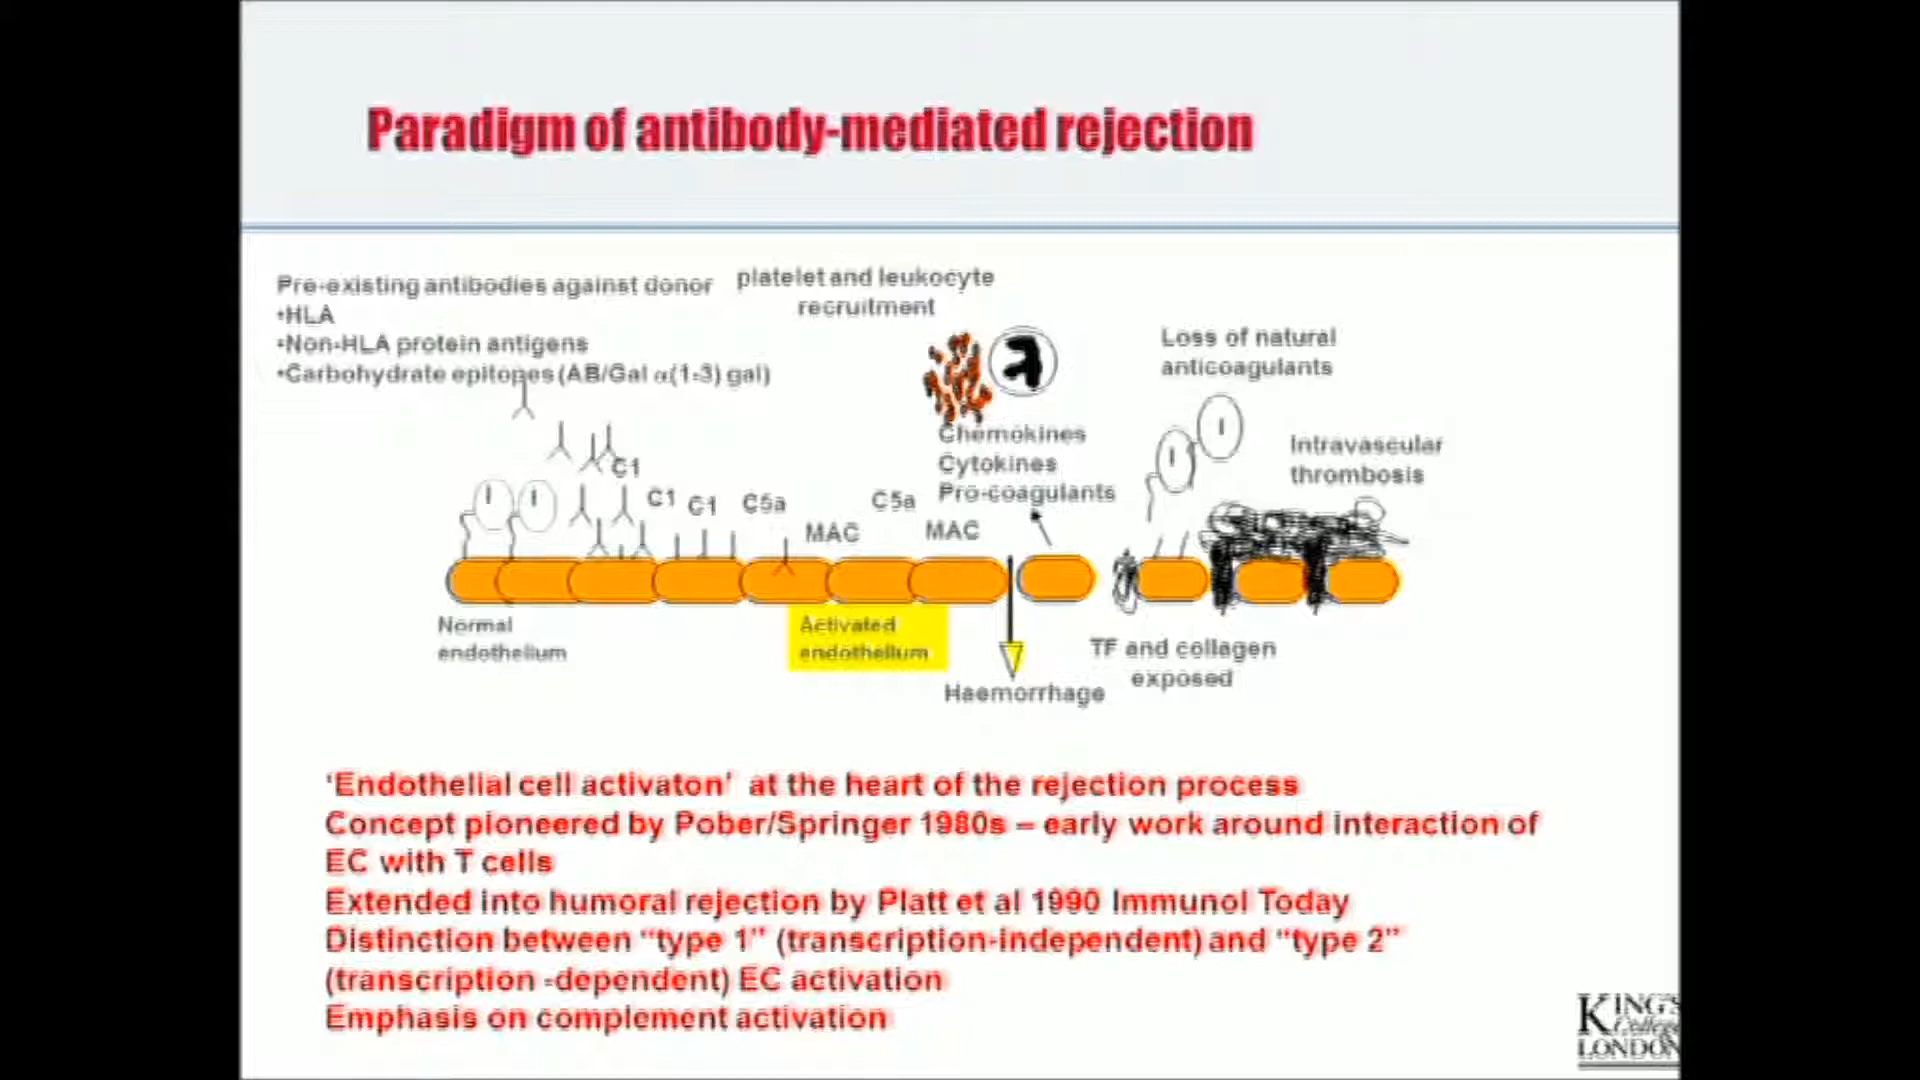 Paradigm of antibody-mediated rejection
Pre-existing antibodies against donor
•HLA
•Non-HLA protein antigens
•Carbohydrate epitopes (AB/Gal α(1-3) gal)
platelet and leukocyte
recruitment
Loss of natural
anticoagulants
Chemokines
Cytokines
Pro-coagulants
Intravascular
thrombosis
C1
C1
C1
C5a
C5a
MAC
MAC
I
I
I
I
Normal
endothelium
Activated
endothelium
Haemorrhage
TF and collagen
exposed
‘Endothelial cell activaton’ at the heart of the rejection process
Concept pioneered by Pober/Springer 1980s – early work around interaction of
EC with T cells
Extended into humoral rejection by Platt et al 1990 Immunol Today
Distinction between “type 1” (transcription-independent) and “type 2”
(transcription -dependent) EC activation
Emphasis on complement activation
KING'S
College
LONDON